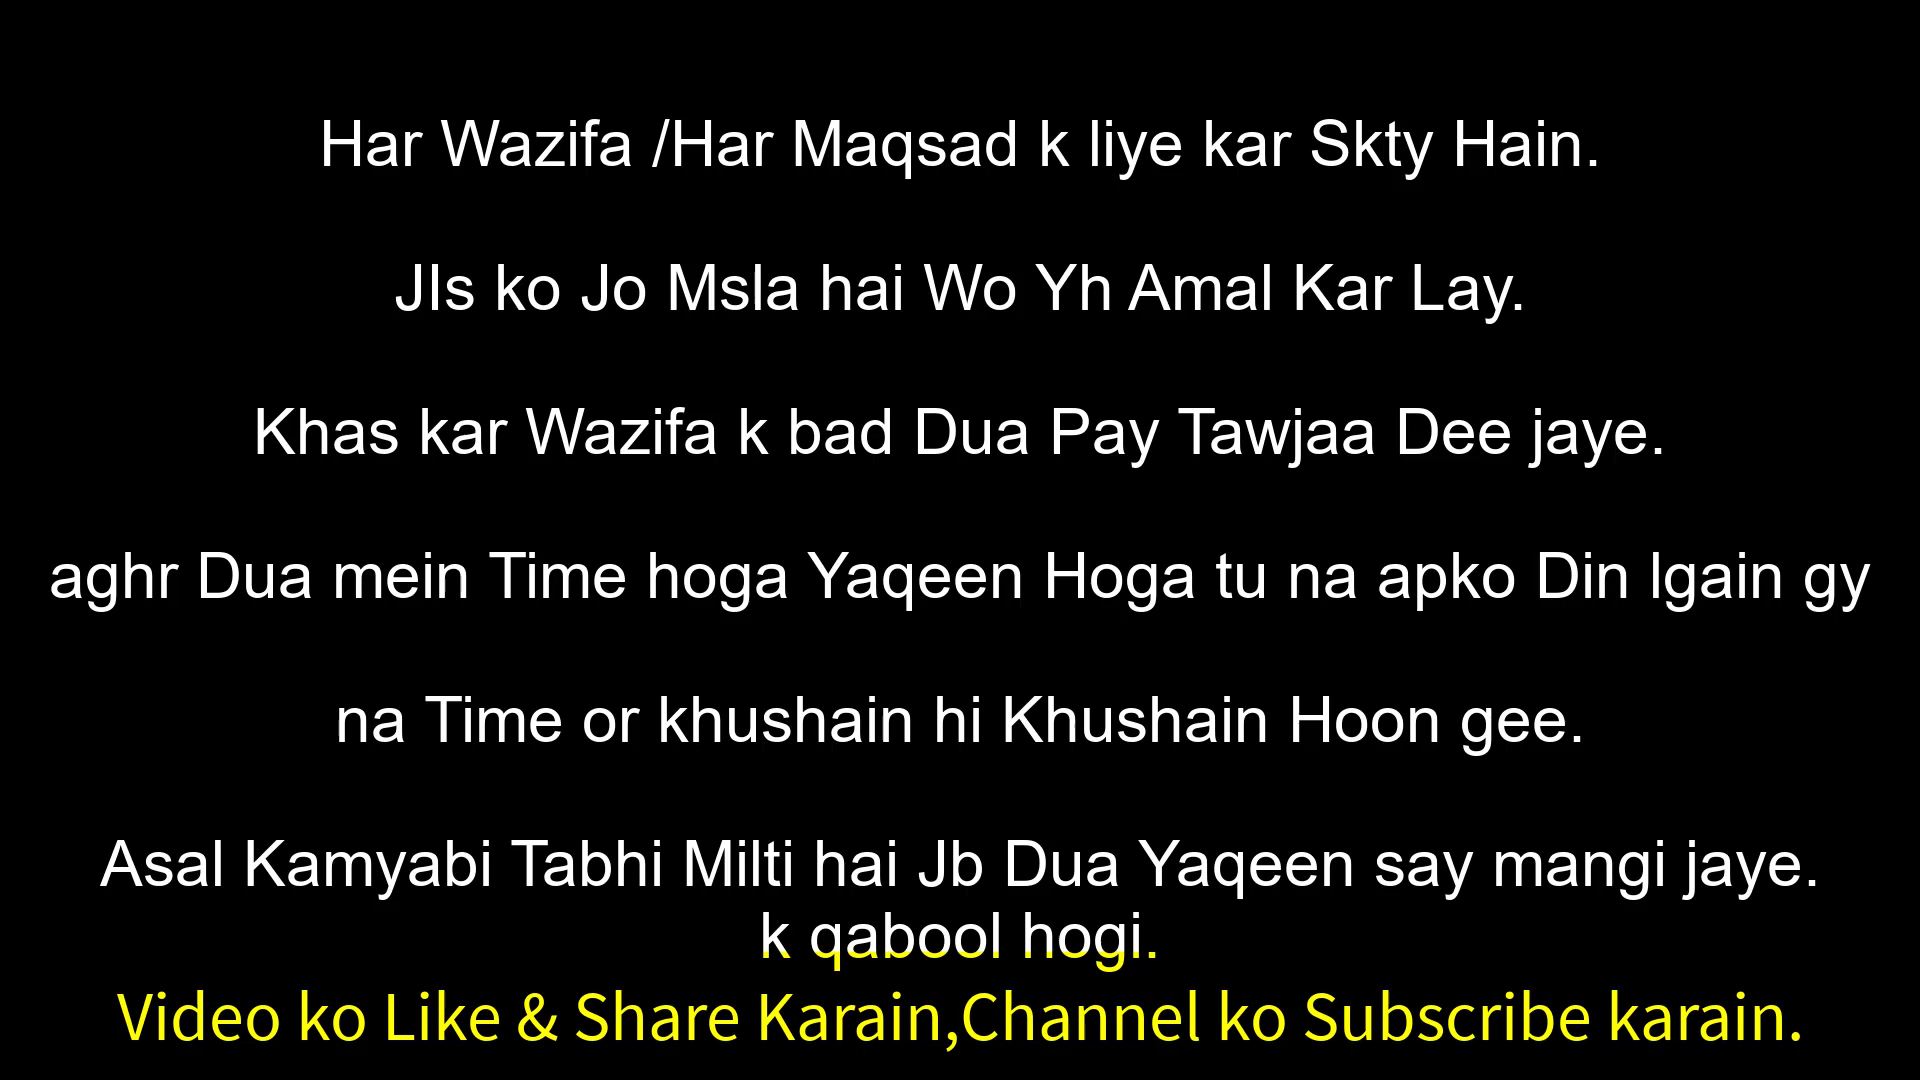 Har Wazifa /Har Maqsad k liye kar Skty Hain.
JIs ko Jo Msla hai Wo Yh Amal Kar Lay.
Khas kar Wazifa k bad Dua Pay Tawjaa Dee jaye.
aghr Dua mein Time hoga Yaqeen Hoga tu na apko Din lgain gy
na Time or khushain hi Khushain Hoon gee.
Asal Kamyabi Tabhi Milti hai Jb Dua Yaqeen say mangi jaye.
k qabool hogi.
Video ko Like & Share Karain,Channel ko Subscribe karain.